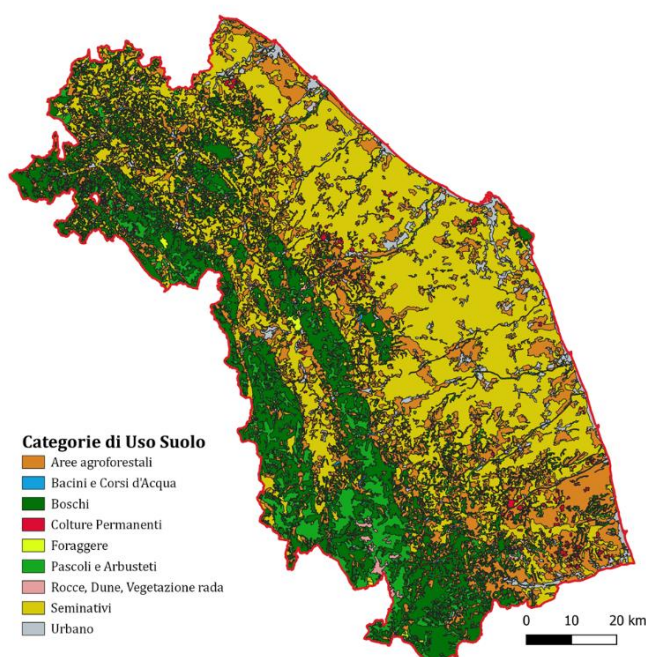 Categorie di Uso Suolo
Aree agroforestali
Bacini e Corsi d'Acqua
Boschi
Colture Permanenti
Foraggere
Pascoli e Arbusteti
Rocce, Dune, Vegetazione rada
Seminativi
Urbano
0 10 20 km